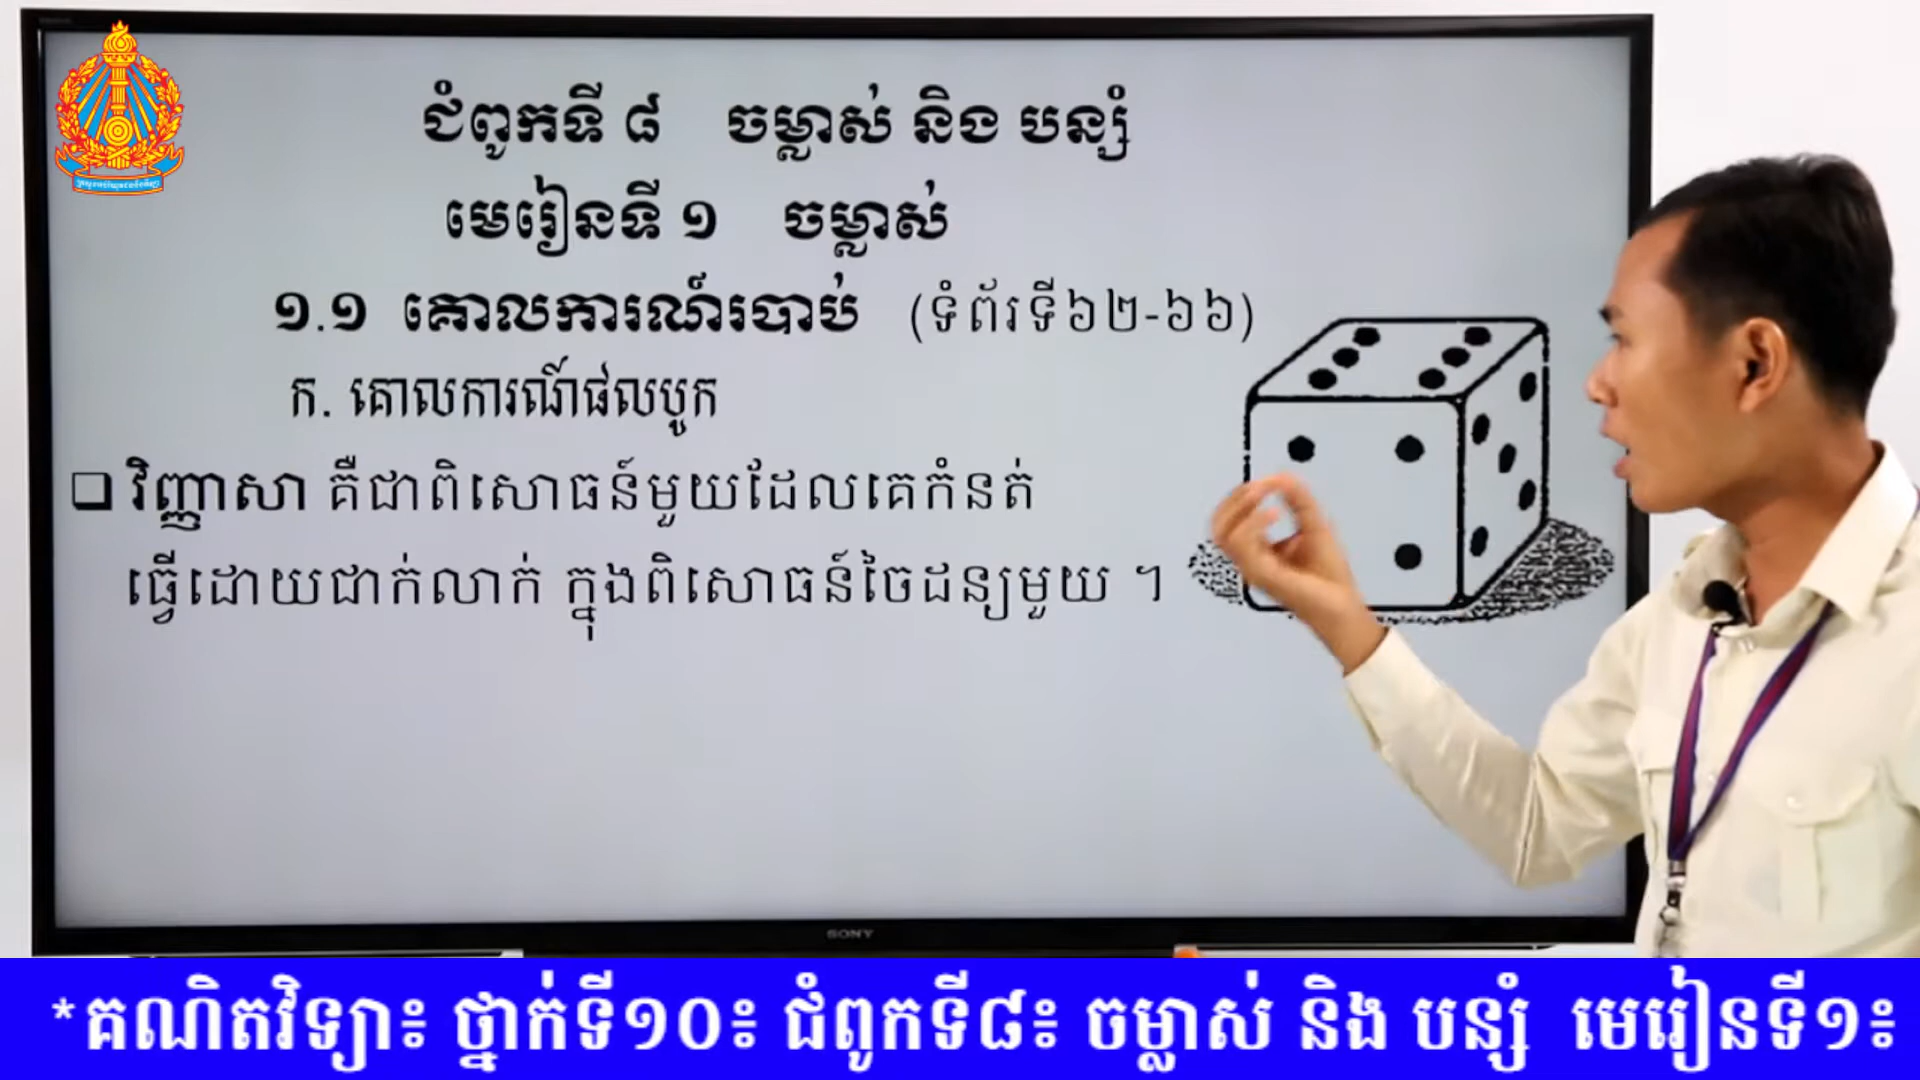 ជំពូកទី ៨ ចម្លាស់ និង បន្សំ
មេរៀនទី ១ ចម្លាស់
១.១ គោលការណ៍របាប់ (ទំព័រទី៦២-៦៦)
ក. គោលការណ៍ផលបូក
❑ វិញ្ញាសា គឺជាពិសោធន៍មួយដែលគេកំនត់
ធ្វើដោយជាក់លាក់ ក្នុងពិសោធន៍ចៃដន្យមួយ ។
SONY
*គណិតវិទ្យា៖ ថ្នាក់ទី១០៖ ជំពូកទី៨៖ ចម្លាស់ និង បន្សំ មេរៀនទី១៖